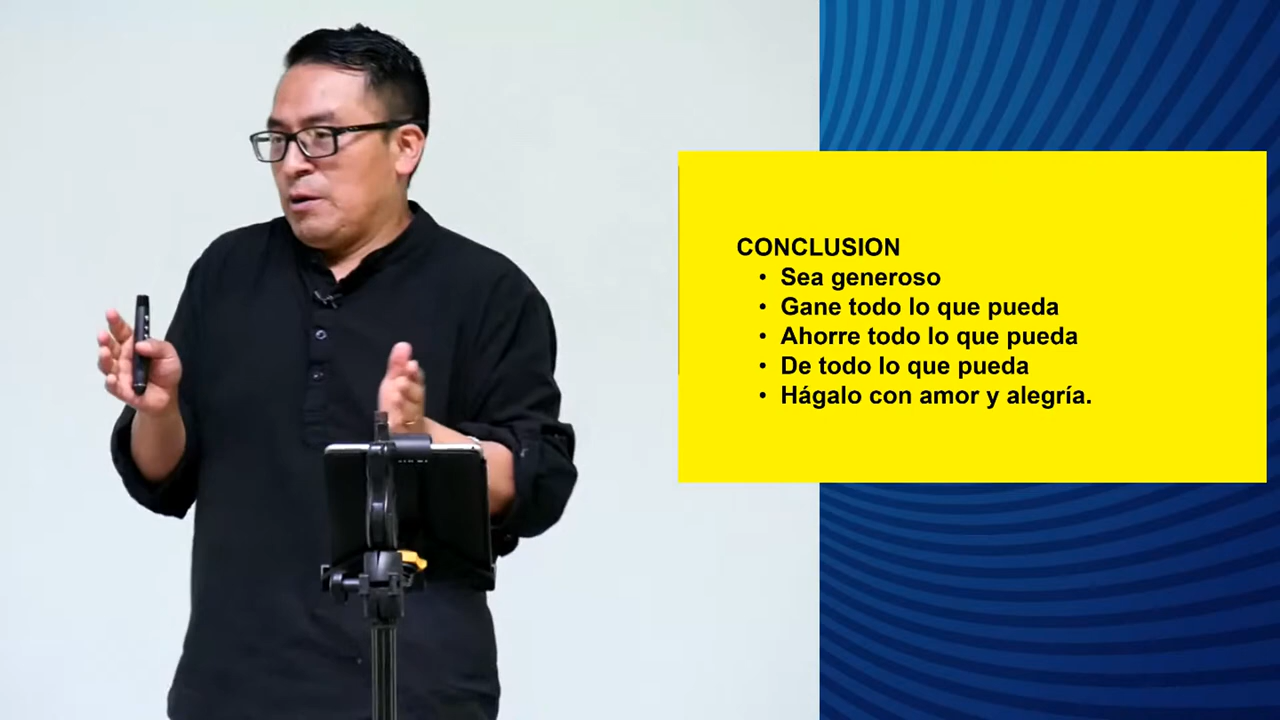 CONCLUSION
• Sea generoso
• Gane todo lo que pueda
• Ahorre todo lo que pueda
• De todo lo que pueda
• Hágalo con amor y alegría.